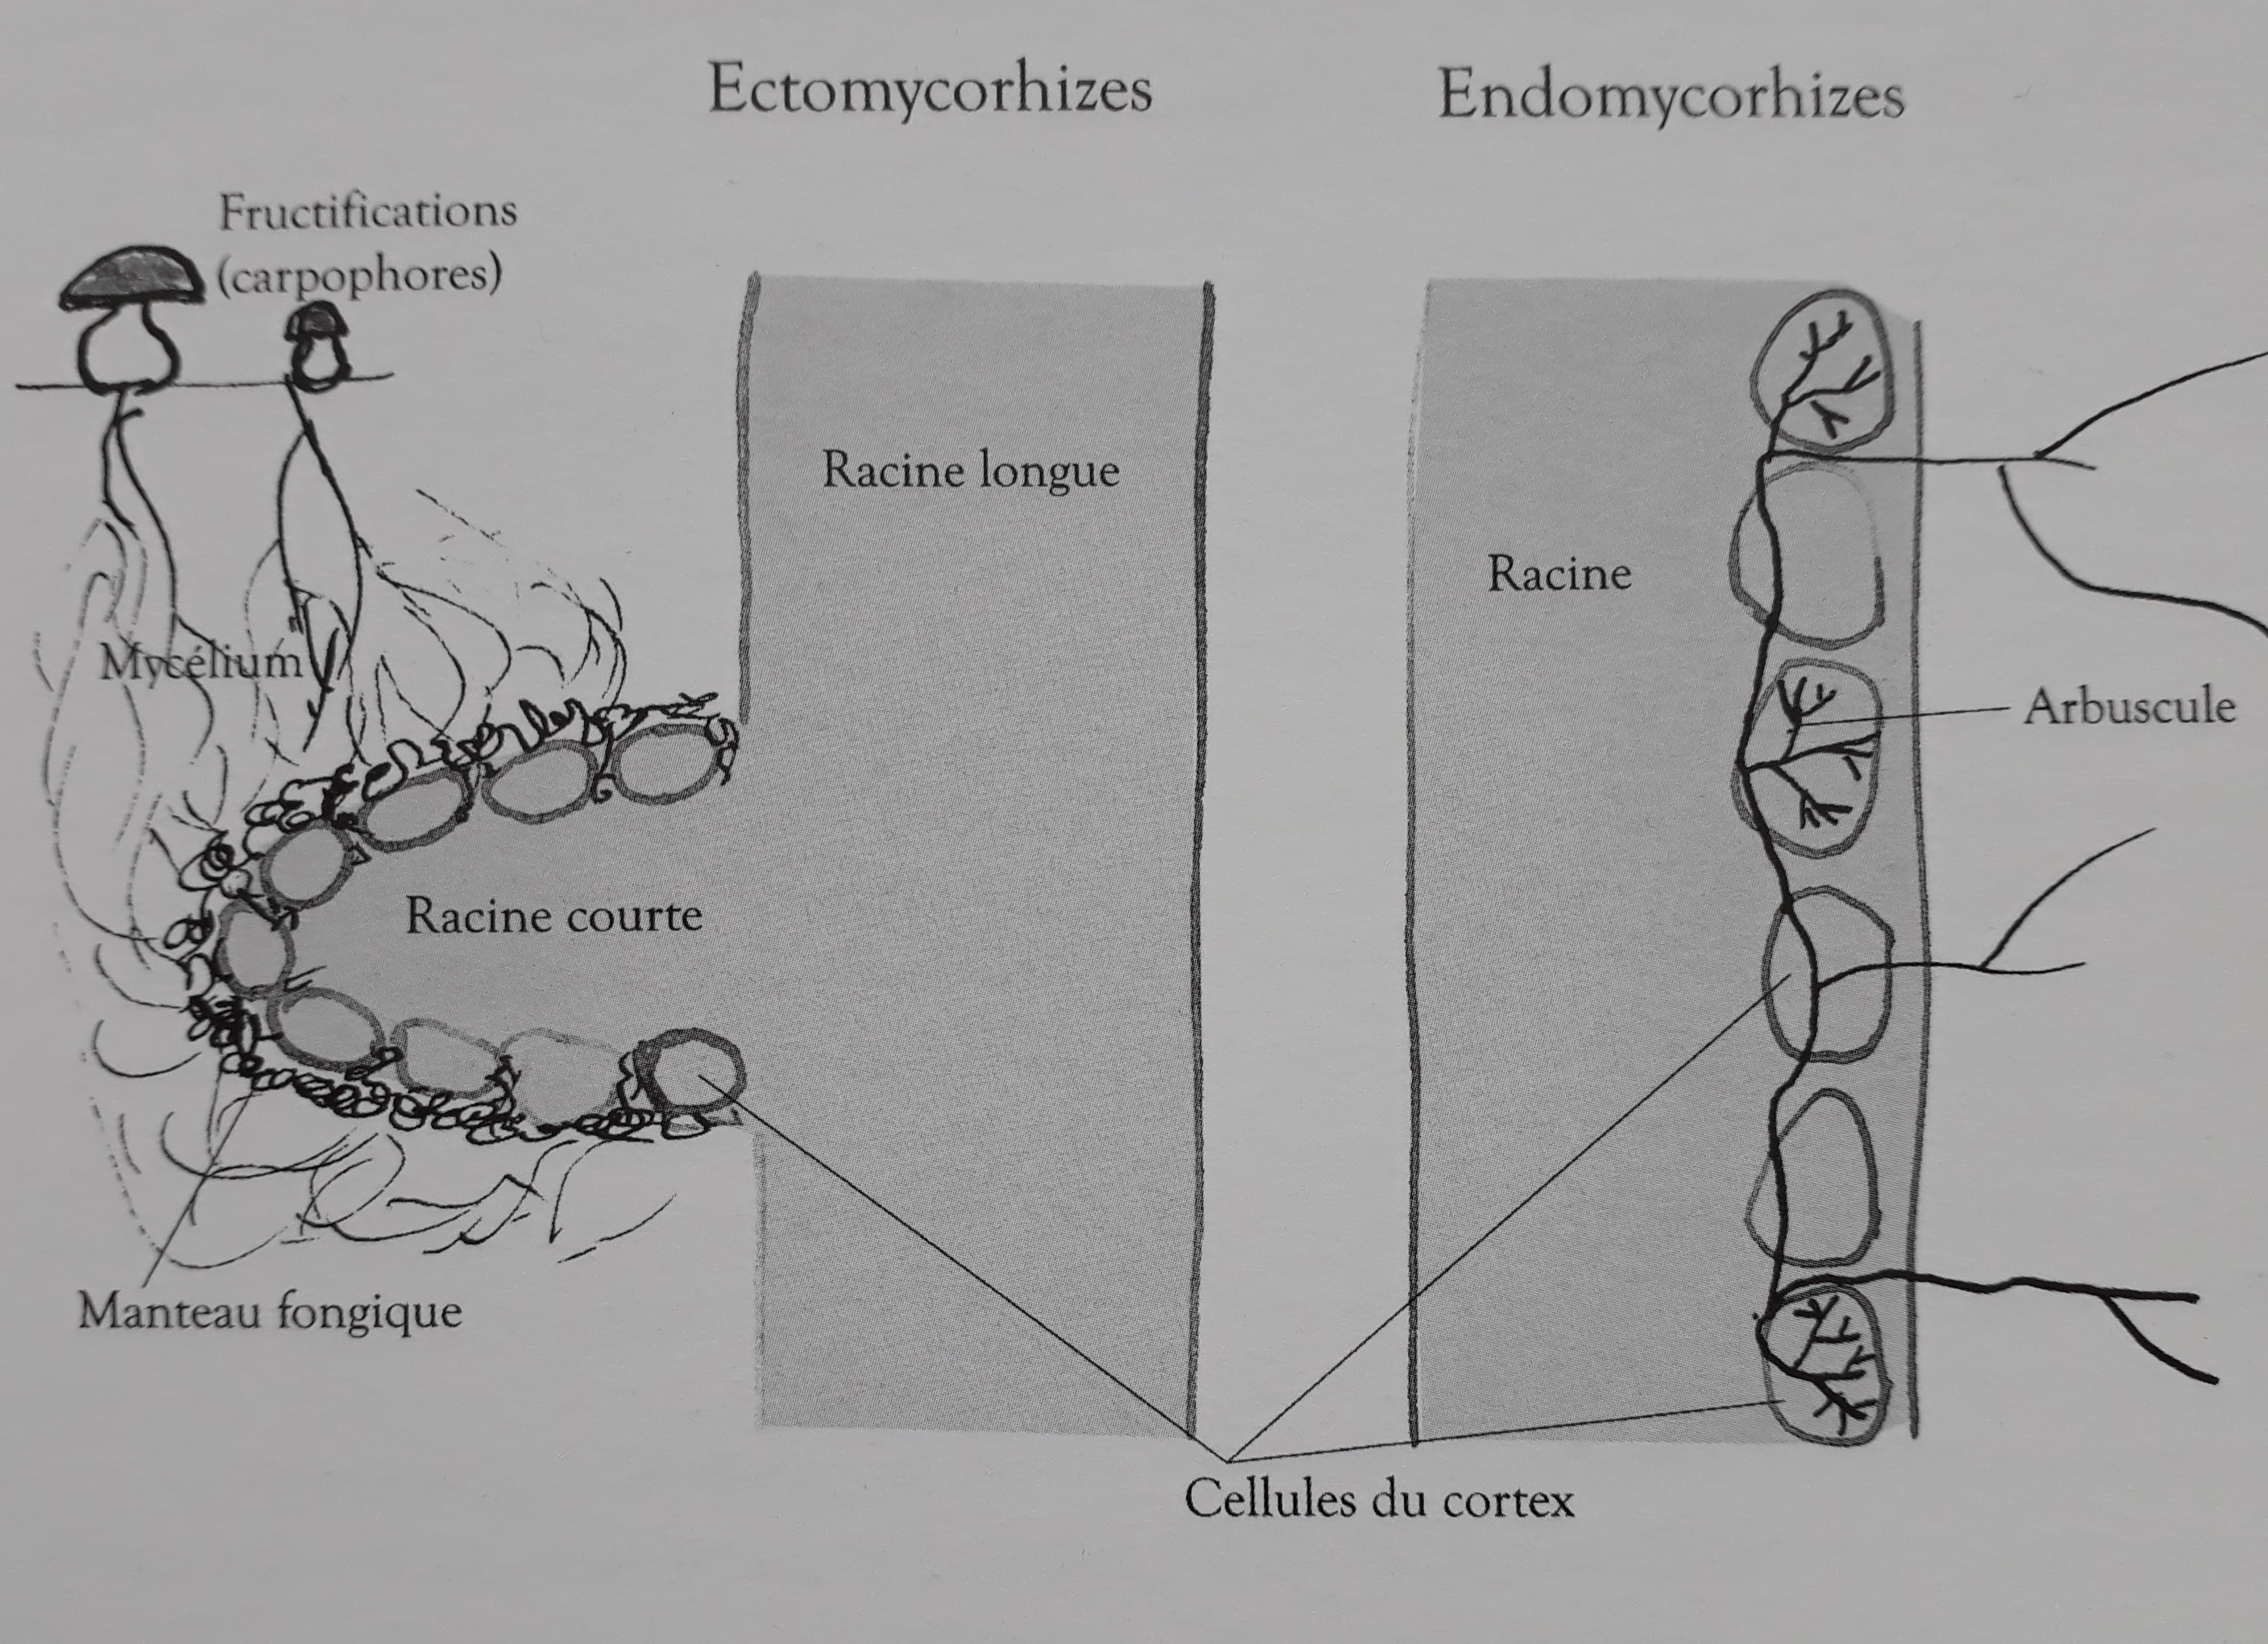 Ectomycorhizes
Endomycorhizes
Fructifications
(carpophores)
Racine longue
Racine
Mycélium
Arbuscule
Racine courte
Manteau fongique
Cellules du cortex